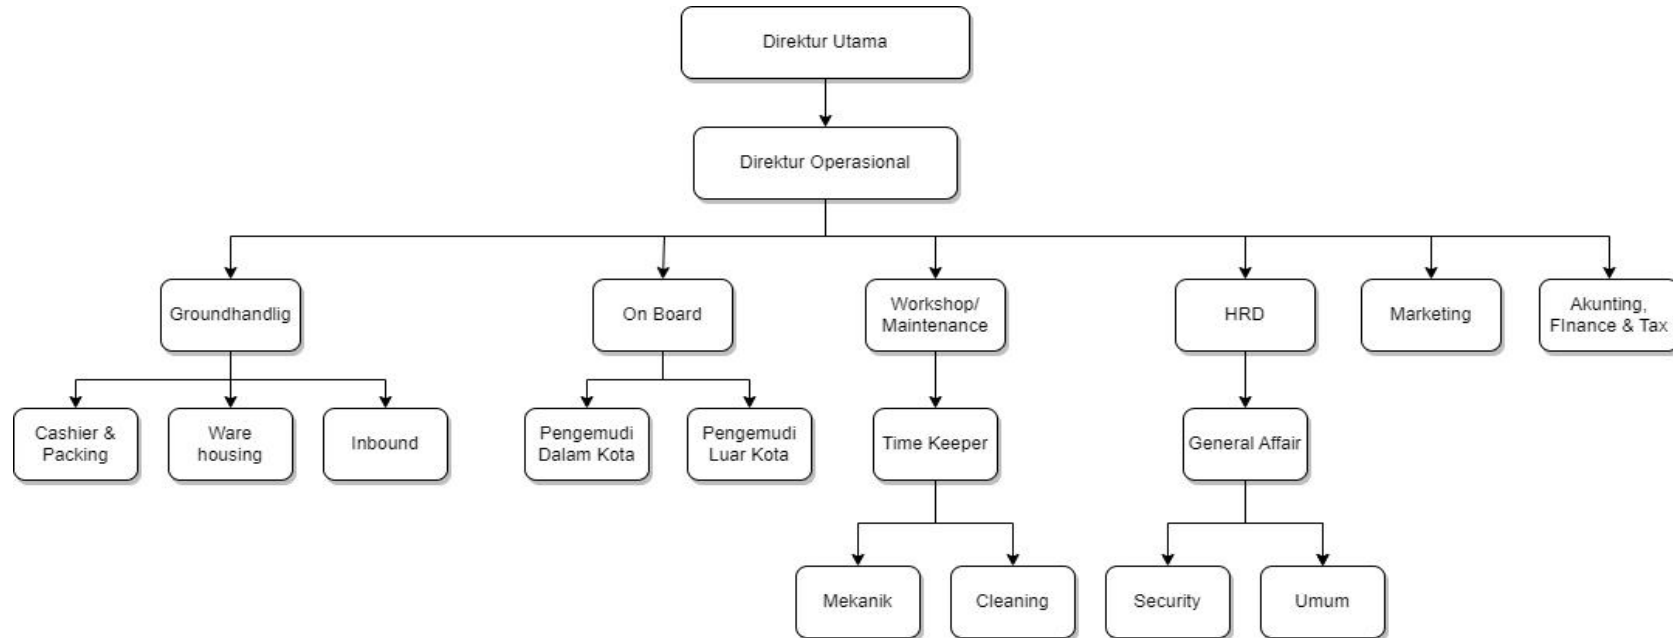 Direktur Utama
Direktur Operasional
Groundhandlig
On Board
Workshop/
Maintenance
HRD
Marketing
Akunting,
FInance & Tax
Cashier &
Packing
Ware
housing
Inbound
Pengemudi
Dalam Kota
Pengemudi
Luar Kota
Time Keeper
General Affair
Mekanik
Cleaning
Security
Umum